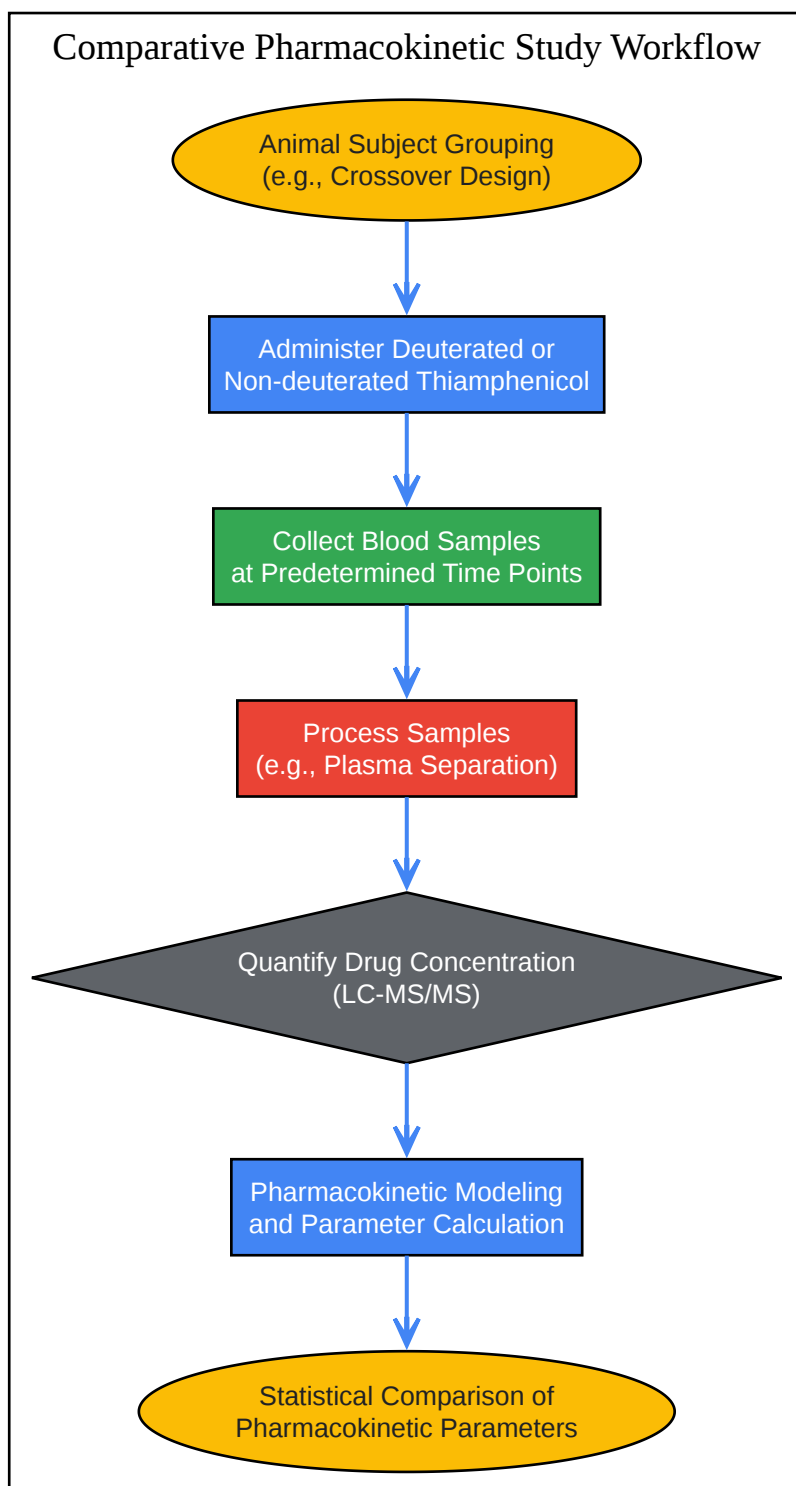 Comparative Pharmacokinetic Study Workflow
Animal Subject Grouping
(e.g., Crossover Design)
Administer Deuterated or
Non-deuterated Thiamphenicol
Collect Blood Samples
at Predetermined Time Points
Process Samples
(e.g., Plasma Separation)
Quantify Drug Concentration
(LC-MS/MS)
Pharmacokinetic Modeling
and Parameter Calculation
Statistical Comparison of
Pharmacokinetic Parameters